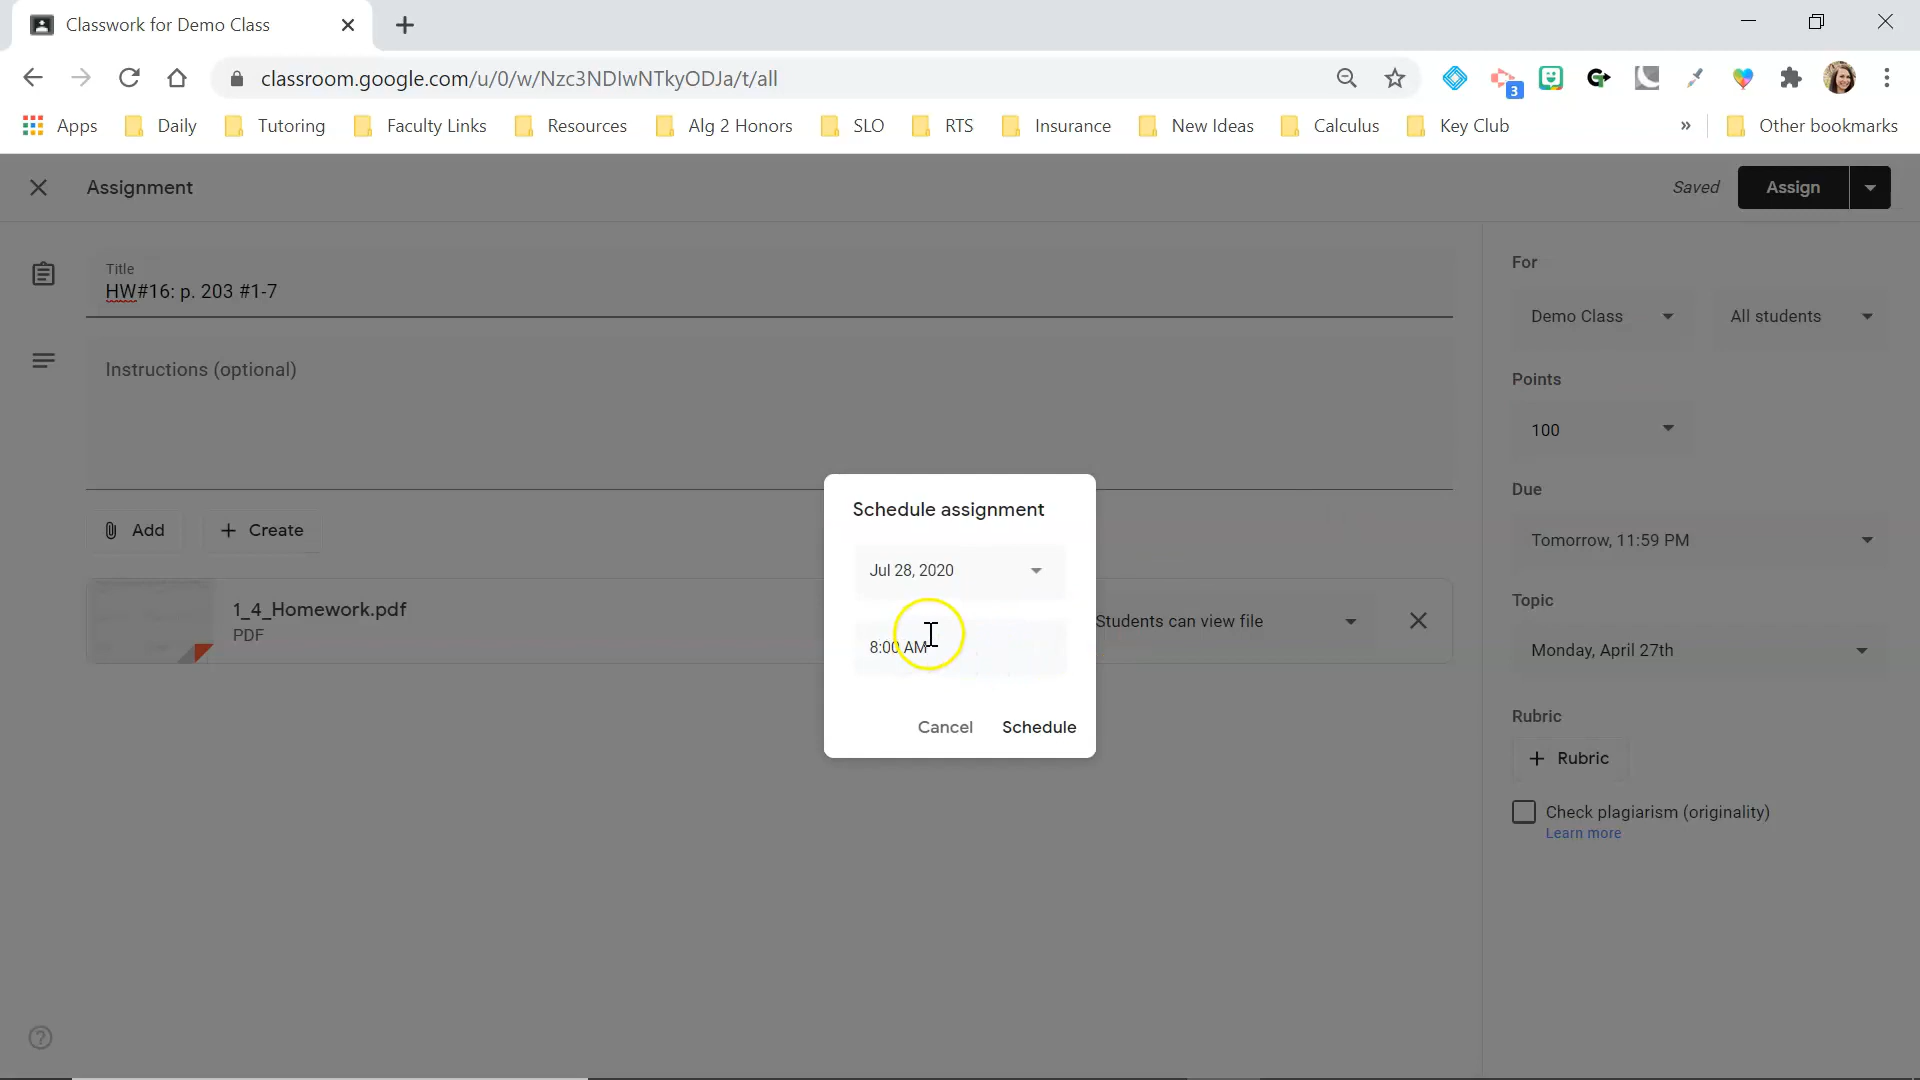 Classwork for Demo Class
classroom.google.com/u/0/w/Nzc3NDIwNTkyODJa/t/all
3
Apps
Daily
Tutoring
Faculty Links
Resources
Alg 2 Honors
SLO
RTS
Insurance
New Ideas
Calculus
Key Club
»
Other bookmarks
Assignment
Saved
Assign
Title
HW#16: p. 203 #1-7
Instructions (optional)
Add
Create
1_4_Homework.pdf
PDF
Students can view file
Schedule assignment
Jul 28, 2020
8:00 AM
Cancel
Schedule
For
Demo Class
All students
Points
100
Due
Tomorrow, 11:59 PM
Topic
Monday, April 27th
Rubric
Rubric
Check plagiarism (originality)
Learn more